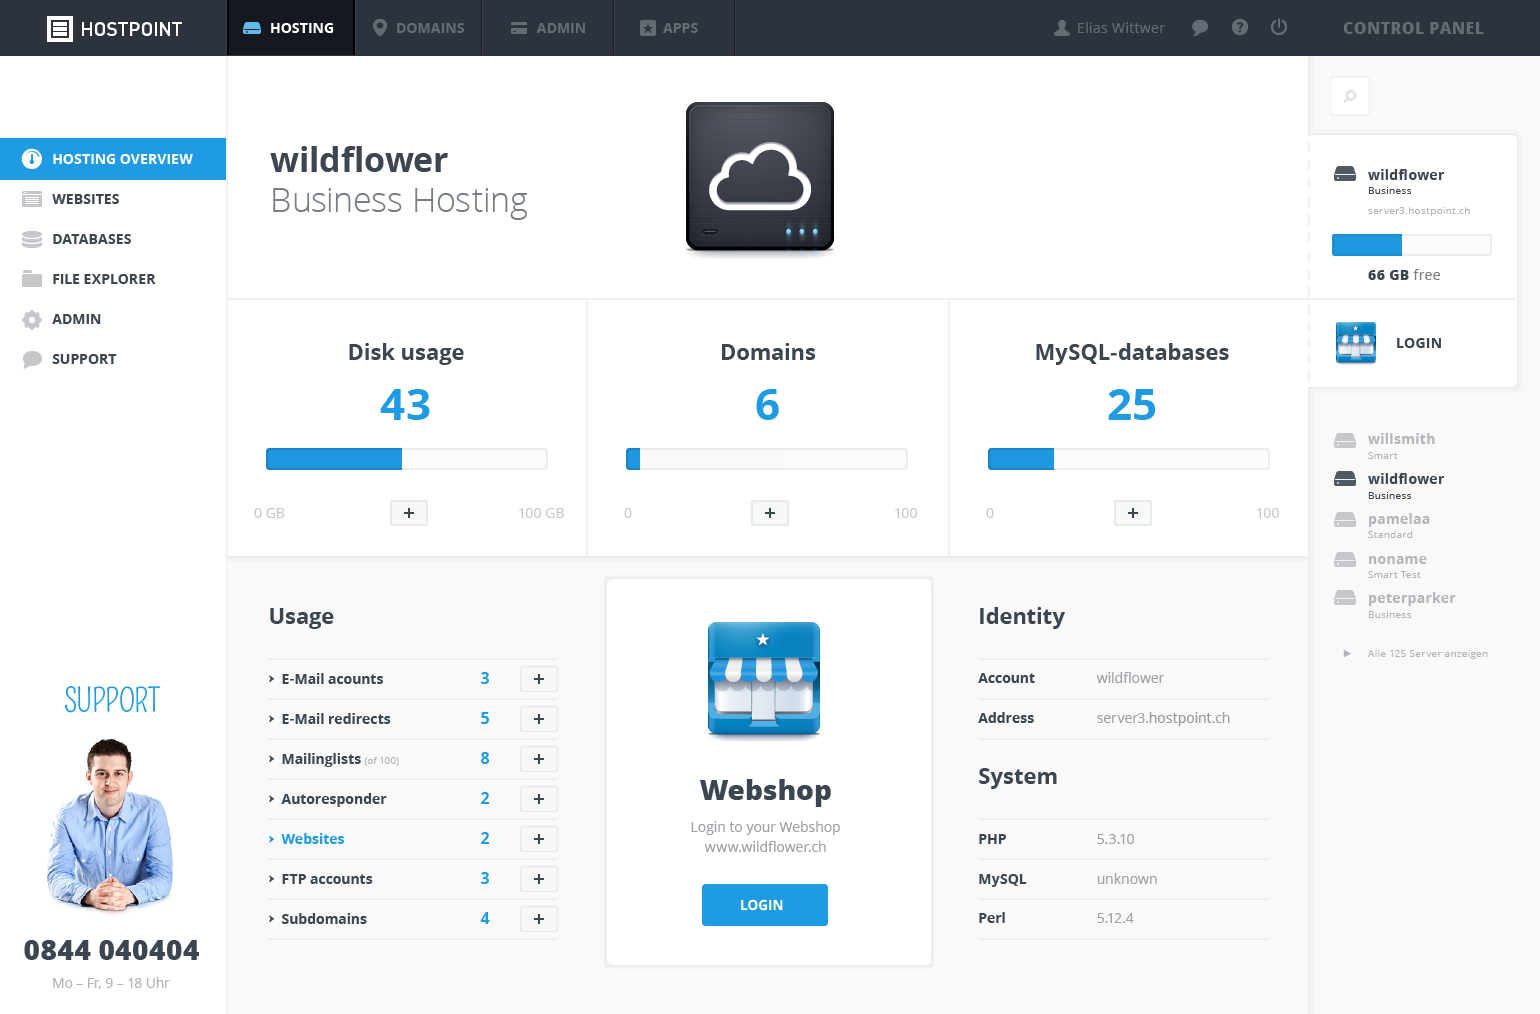 HOSTPOINT
HOSTING
DOMAINS
ADMIN
APPS
Elias Wittwer
?
CONTROL PANEL
HOSTING OVERVIEW
WEBSITES
DATABASES
FILE EXPLORER
ADMIN
SUPPORT
SUPPORT
0844 040404
Mo – Fr, 9 – 18 Uhr
wildflower
Business Hosting
Disk usage
43
0 GB
+
100 GB
Domains
6
0
+
100
MySQL-databases
25
0
+
100
Usage
E-Mail acounts 3 +
E-Mail redirects 5 +
Mailinglists (of 100) 8 +
Autoresponder 2 +
Websites 2 +
FTP accounts 3 +
Subdomains 4 +
Webshop
Login to your Webshop
www.wildflower.ch
LOGIN
Identity
Account wildflower
Address server3.hostpoint.ch
System
PHP 5.3.10
MySQL unknown
Perl 5.12.4
wildflower
Business
server3.hostpoint.ch
66 GB free
LOGIN
willsmith
Smart
wildflower
Business
pamelaa
Standard
noname
Smart Test
peterparker
Business
Alle 125 Server anzeigen